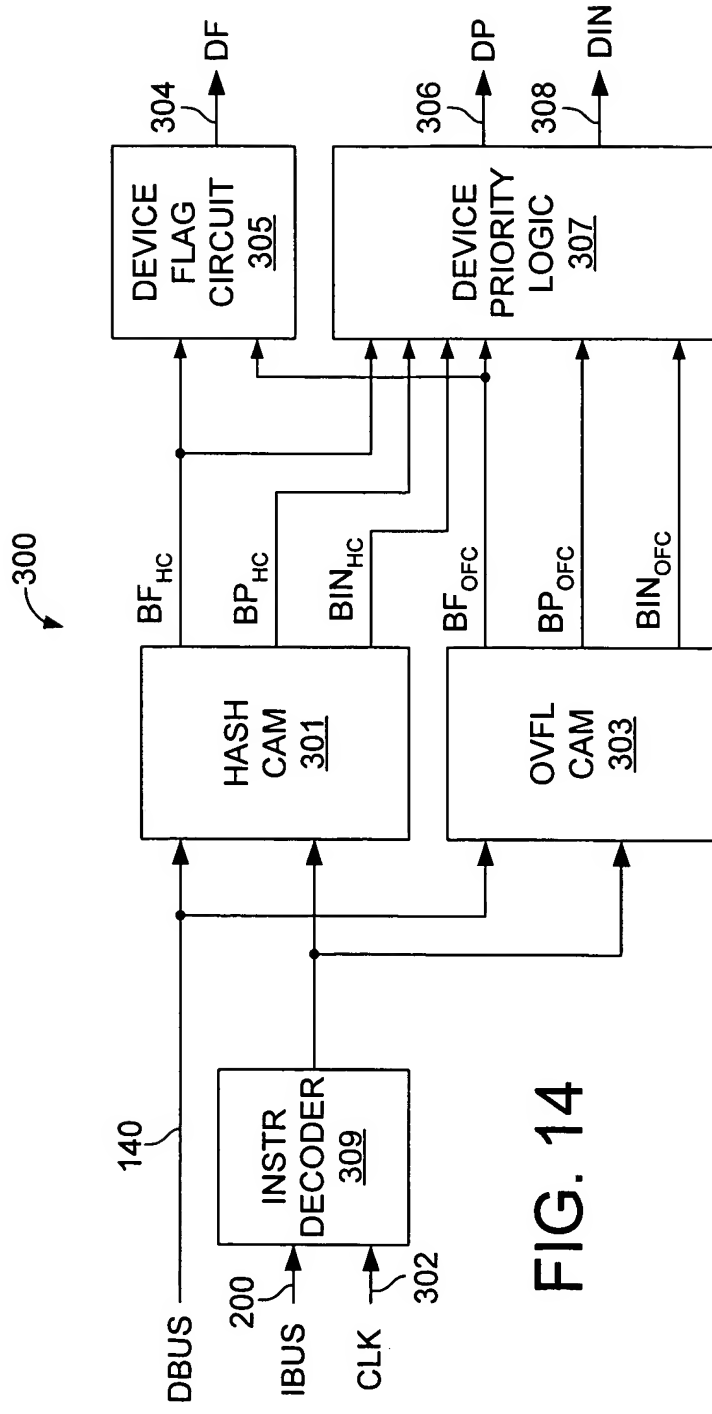 300
DBUS
140
IBUS
200
CLK
302
INSTR
DECODER
309
HASH
CAM
301
OVFL
CAM
303
BF_HC
BP_HC
BIN_HC
BF_OFC
BP_OFC
BIN_OFC
DEVICE
FLAG
CIRCUIT
305
DEVICE
PRIORITY
LOGIC
307
304
DF
306
DP
308
DIN
FIG. 14